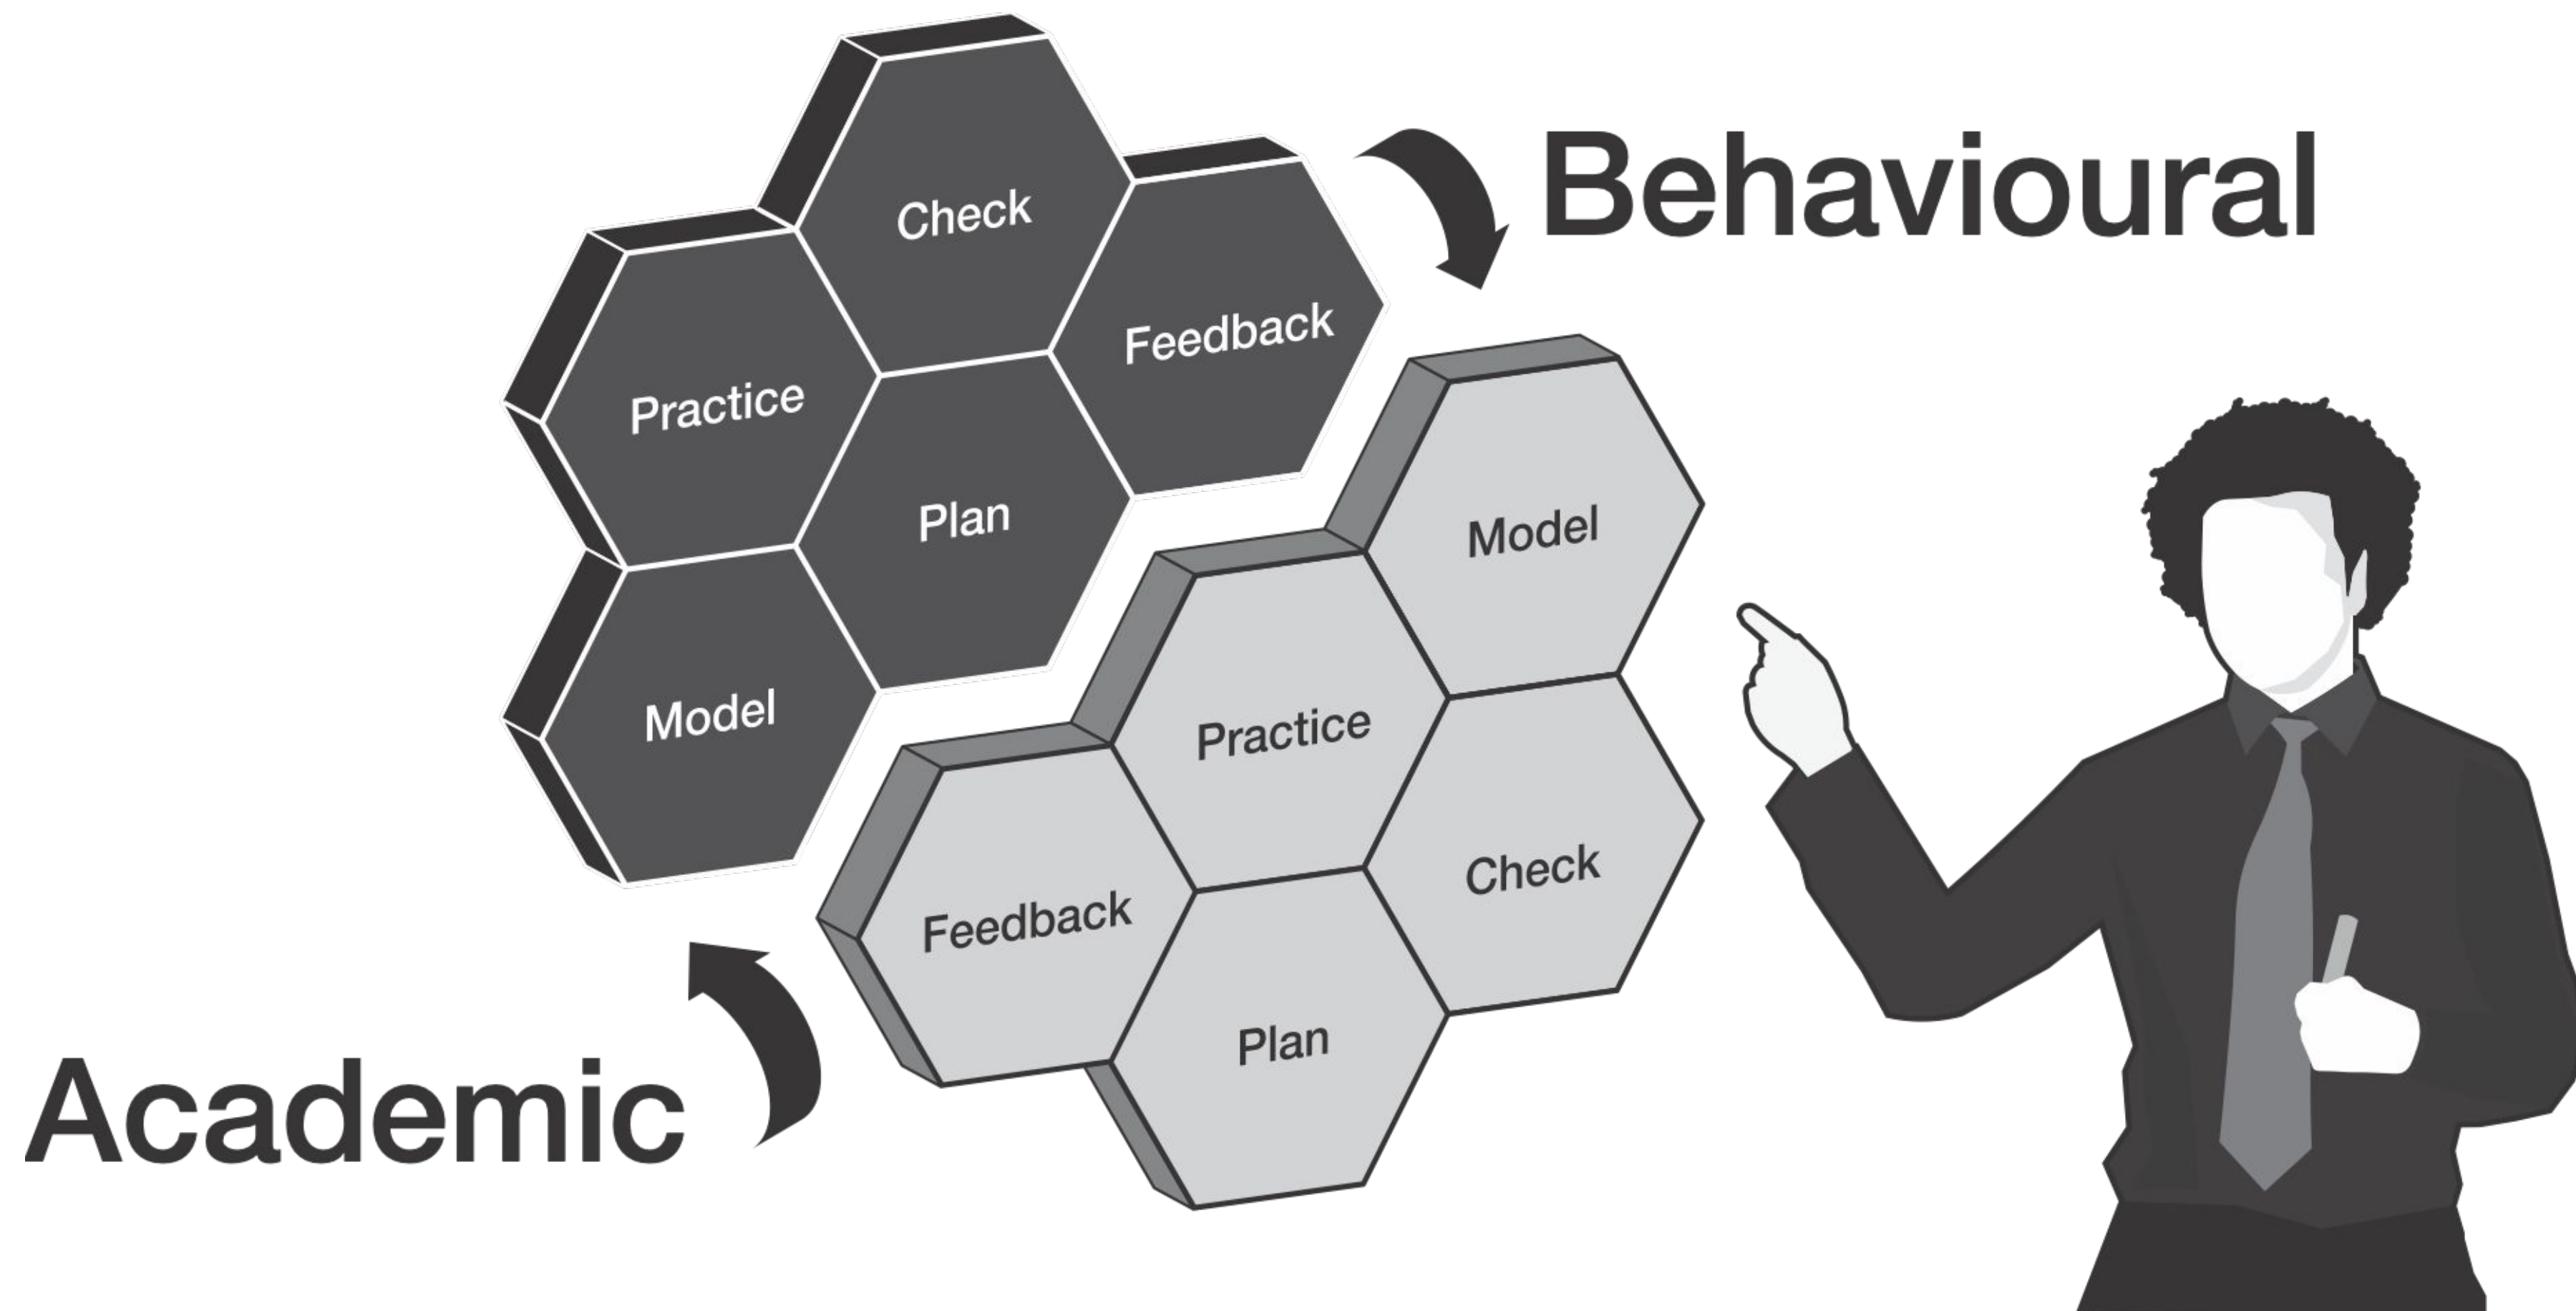 Check
Behavioural
Feedback
Practice
Plan
Model
Model
Practice
Check
Feedback
Plan
Academic